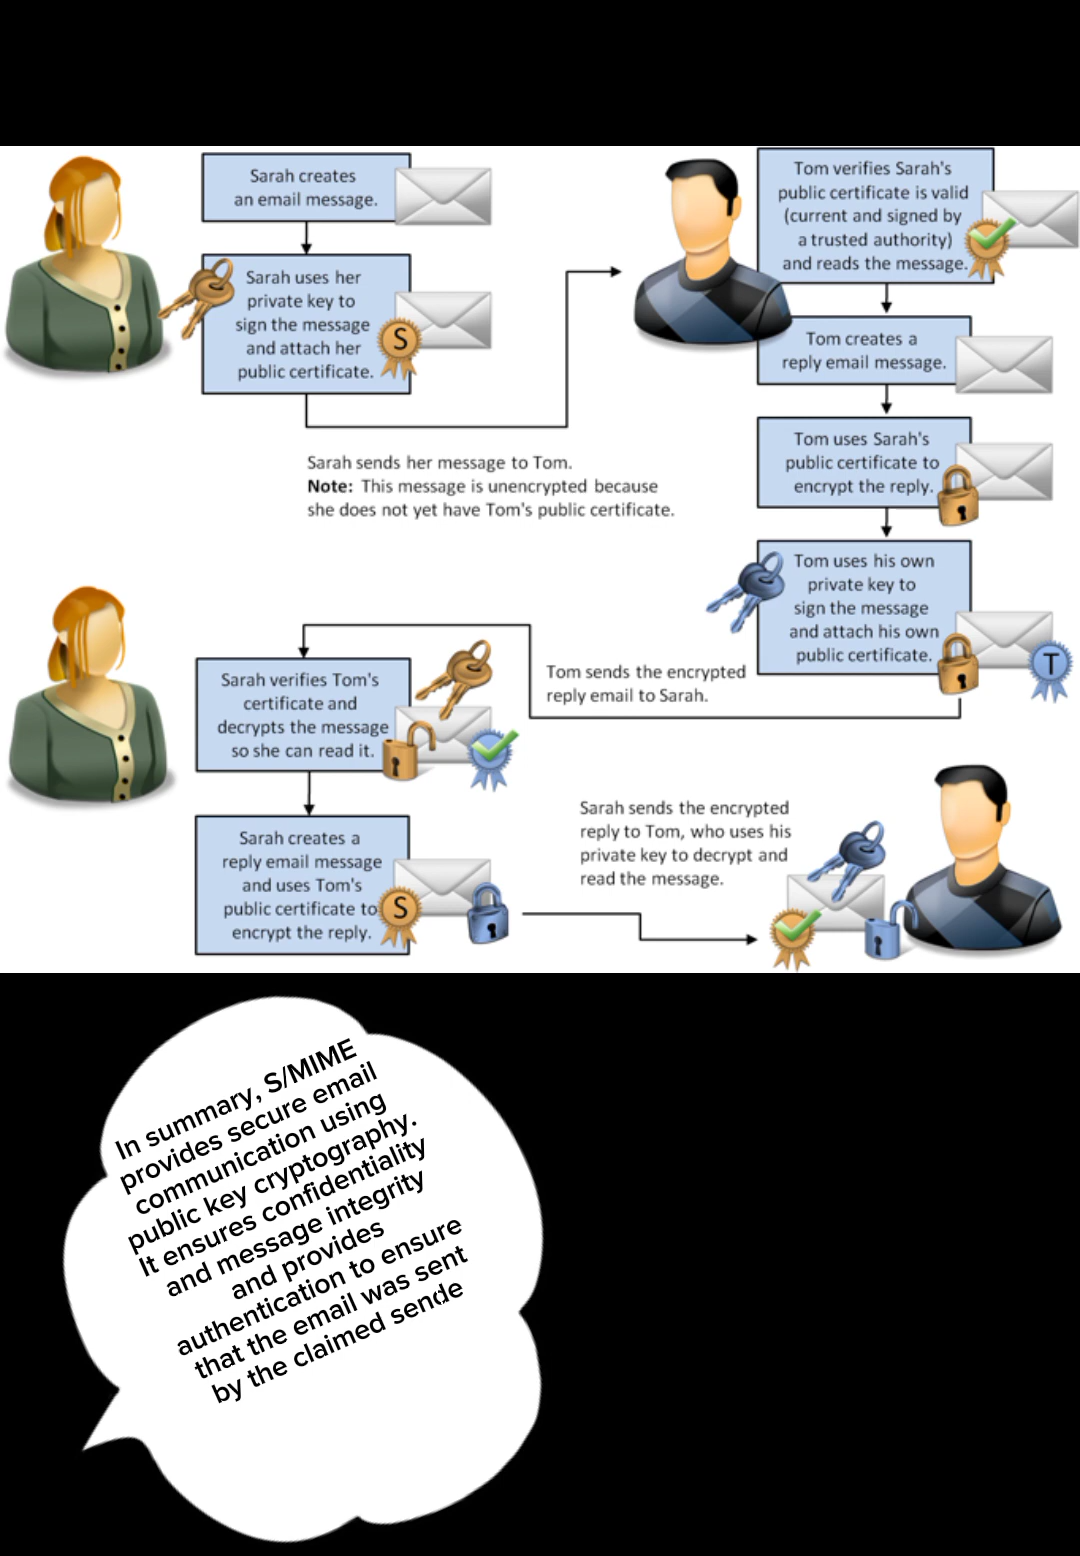 Sarah creates
an email message.
Sarah uses her
private key to
sign the message
and attach her
public certificate.
S
Sarah sends her message to Tom.
Note: This message is unencrypted because
she does not yet have Tom's public certificate.
Tom verifies Sarah's
public certificate is valid
(current and signed by
a trusted authority)
and reads the message.
Tom creates a
reply email message.
Tom uses Sarah's
public certificate to
encrypt the reply.
Tom uses his own
private key to
sign the message
and attach his own
public certificate.
T
Tom sends the encrypted
reply email to Sarah.
Sarah verifies Tom's
certificate and
decrypts the message
so she can read it.
Sarah creates a
reply email message
and uses Tom's
public certificate to
encrypt the reply.
S
Sarah sends the encrypted
reply to Tom, who uses his
private key to decrypt and
read the message.
In summary, S/MIME
provides secure email
communication using
public key cryptography.
It ensures confidentiality
and message integrity
and provides
authentication to ensure
that the email was sent
by the claimed sende